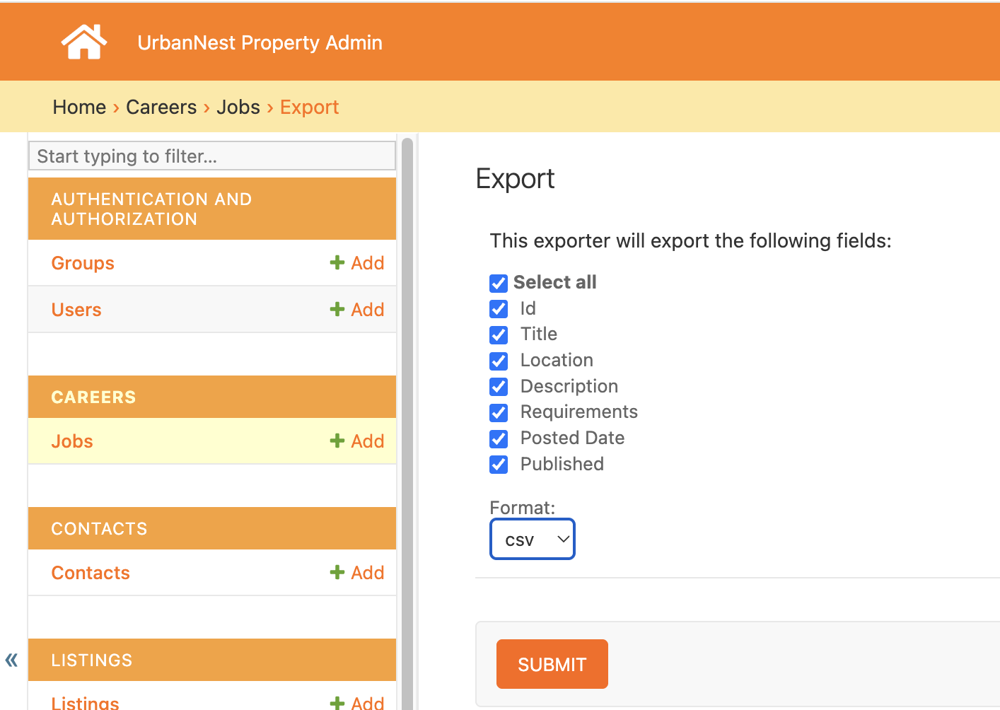 UrbanNest Property Admin
Home › Careers › Jobs › Export
Start typing to filter...
AUTHENTICATION AND
AUTHORIZATION
Groups + Add
Users + Add
CAREERS
Jobs + Add
CONTACTS
Contacts + Add
«
LISTINGS
Listings + Add
Export
This exporter will export the following fields:
Select all
Id
Title
Location
Description
Requirements
Posted Date
Published
Format:
csv
SUBMIT